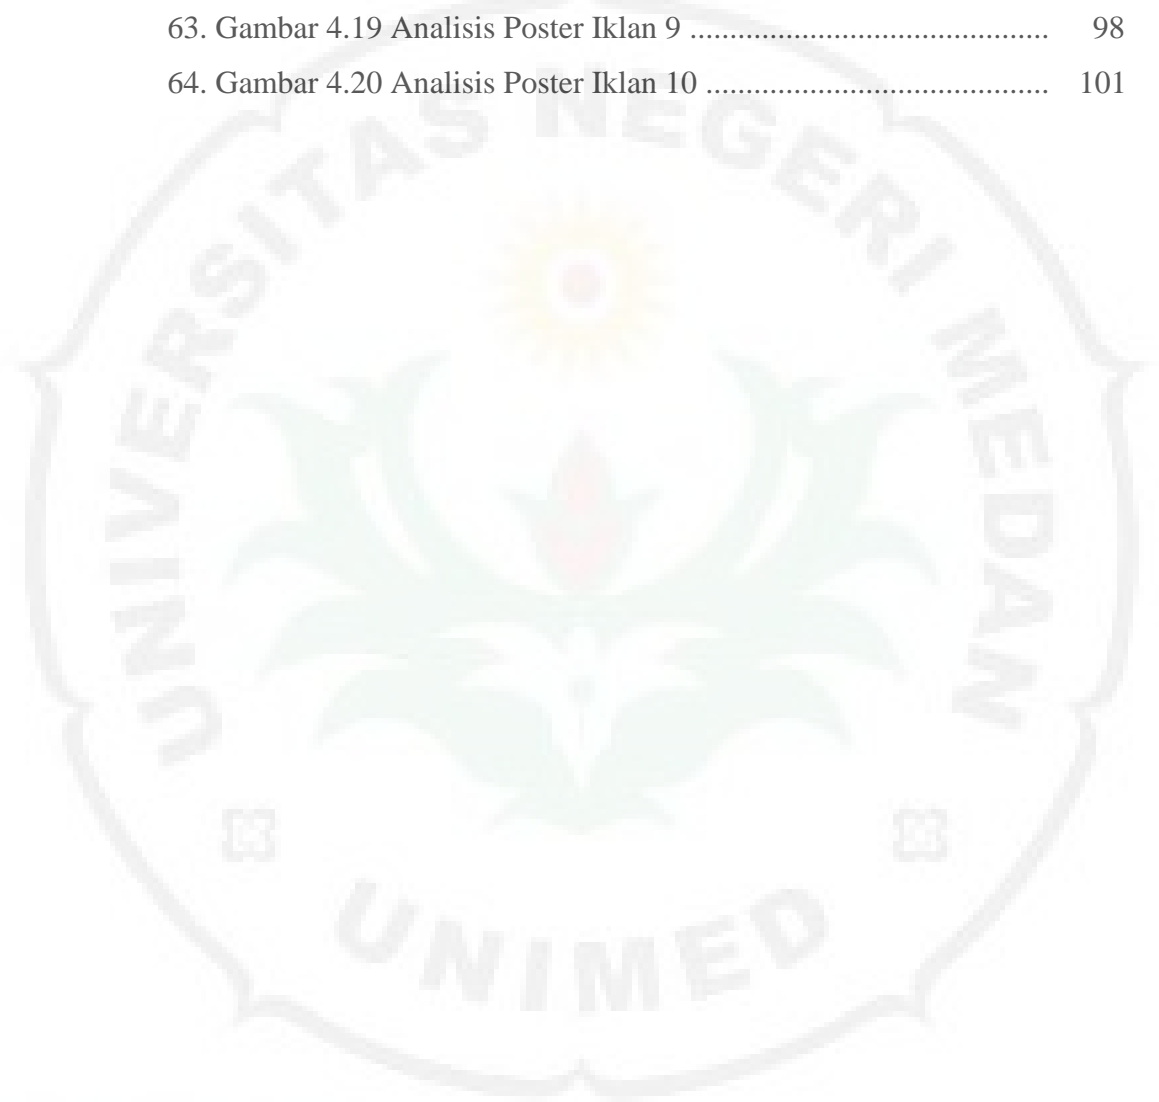 63. Gambar 4.19 Analisis Poster Iklan 9 ............................................. 98
64. Gambar 4.20 Analisis Poster Iklan 10 ........................................... 101
UNIVERSITAS NEGERI MEDAN
UNIMED